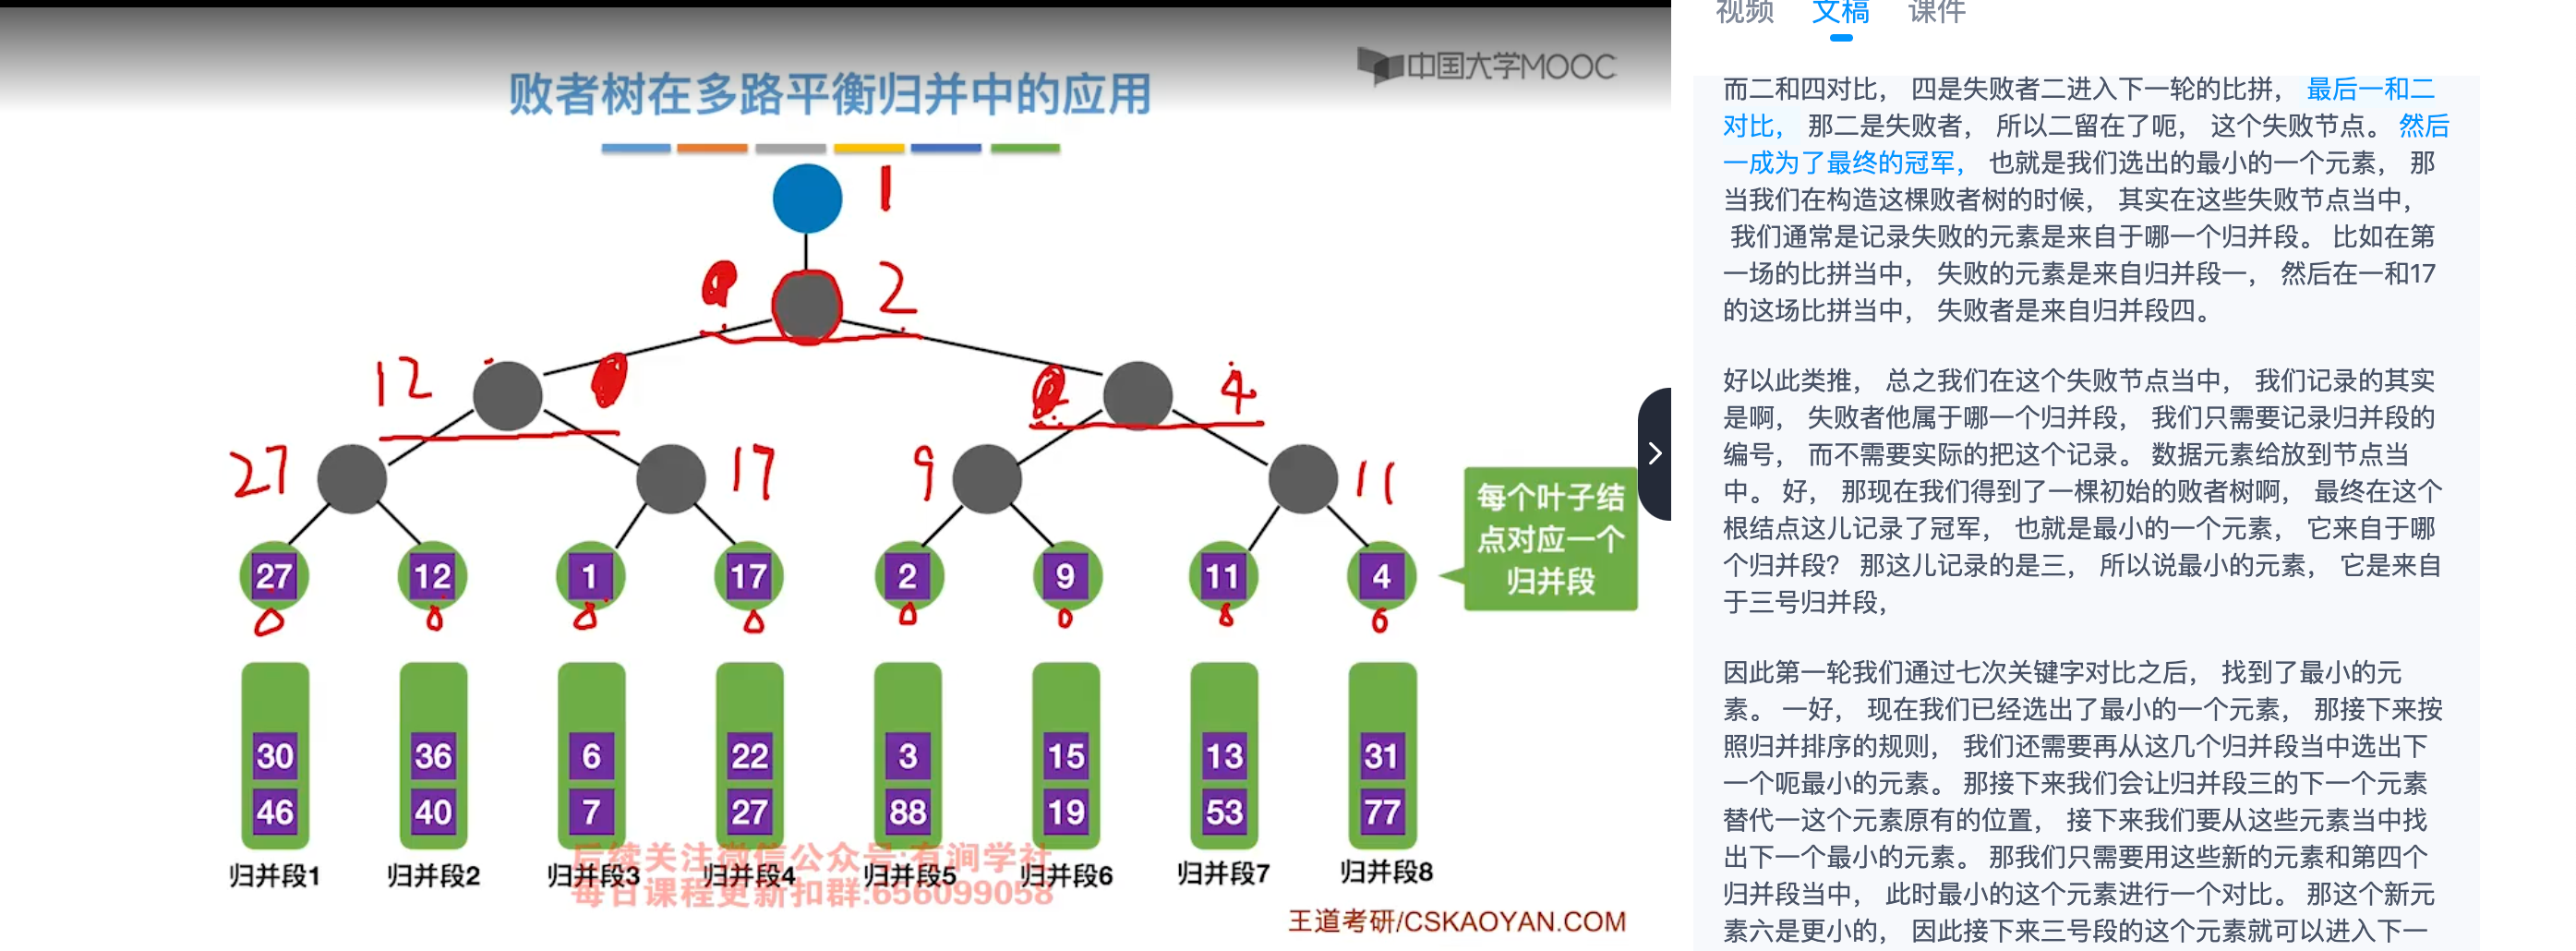 中国大学MOOC
败者树在多路平衡归并中的应用
1
2
12
4
27
17
9
11
27 12 1 17 2 9 11 4
每个叶子结
点对应一个
归并段
30 36 6 22 3 15 13 31
46 40 7 27 88 19 53 77
归并段1 归并段2 归并段3 归并段4 归并段5 归并段6 归并段7 归并段8
后续关注微信公众号:有涧学社
每日课程更新扣群:656099058
王道考研/CSKAOYAN.COM
视频 文稿 课件
而二和四对比， 四是失败者二进入下一轮的比拼， 最后一和二
对比， 那二是失败者， 所以二留在了呃， 这个失败节点。 然后
一成为了最终的冠军， 也就是我们选出的最小的一个元素， 那
当我们在构造这棵败者树的时候， 其实在这些失败节点当中，
我们通常是记录失败的元素是来自于哪一个归并段。 比如在第
一场的比拼当中， 失败的元素是来自归并段一， 然后在一和17
的这场比拼当中， 失败者是来自归并段四。
好以此类推， 总之我们在这个失败节点当中， 我们记录的其实
是啊， 失败者他属于哪一个归并段， 我们只需要记录归并段的
编号， 而不需要实际的把这个记录。 数据元素给放到节点当
中。 好， 那现在我们得到了一棵初始的败者树啊， 最终在这个
根结点这儿记录了冠军， 也就是最小的一个元素， 它来自于哪
个归并段？ 那这儿记录的是三， 所以说最小的元素， 它是来自
于三号归并段，
因此第一轮我们通过七次关键字对比之后， 找到了最小的元
素。 一好， 现在我们已经选出了最小的一个元素， 那接下来按
照归并排序的规则， 我们还需要再从这几个归并段当中选出下
一个呃最小的元素。 那接下来我们会让归并段三的下一个元素
替代一这个元素原有的位置， 接下来我们要从这些元素当中找
出下一个最小的元素。 那我们只需要用这些新的元素和第四个
归并段当中， 此时最小的这个元素进行一个对比。 那这个新元
素六是更小的， 因此接下来三号段的这个元素就可以进入下一